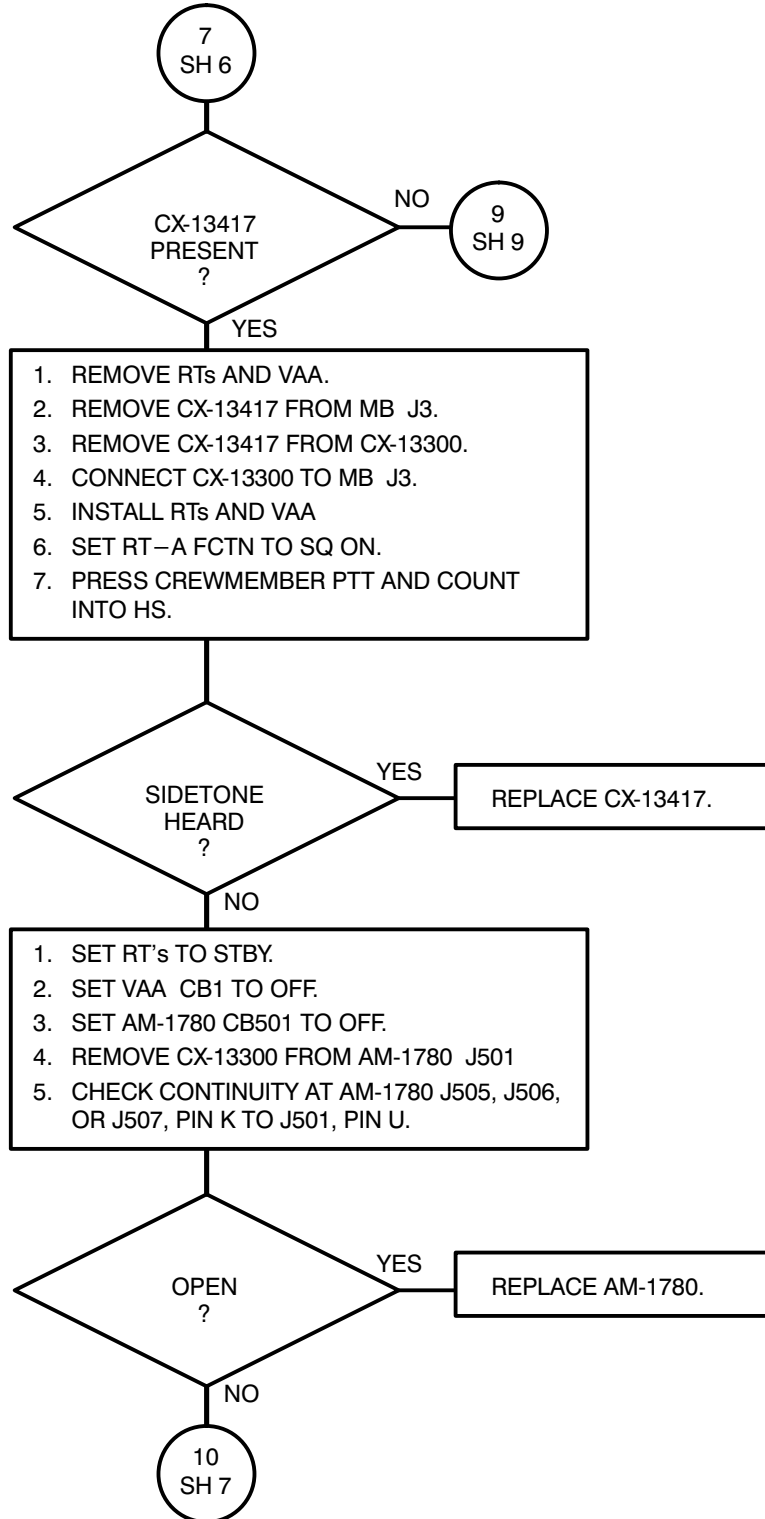 7
SH 6
CX-13417
PRESENT
?
NO
9
SH 9
YES
1. REMOVE RTs AND VAA.
2. REMOVE CX-13417 FROM MB J3.
3. REMOVE CX-13417 FROM CX-13300.
4. CONNECT CX-13300 TO MB J3.
5. INSTALL RTs AND VAA
6. SET RT–A FCTN TO SQ ON.
7. PRESS CREWMEMBER PTT AND COUNT
INTO HS.
SIDETONE
HEARD
?
YES
REPLACE CX-13417.
NO
1. SET RT's TO STBY.
2. SET VAA CB1 TO OFF.
3. SET AM-1780 CB501 TO OFF.
4. REMOVE CX-13300 FROM AM-1780 J501
5. CHECK CONTINUITY AT AM-1780 J505, J506,
OR J507, PIN K TO J501, PIN U.
OPEN
?
YES
REPLACE AM-1780.
NO
10
SH 7